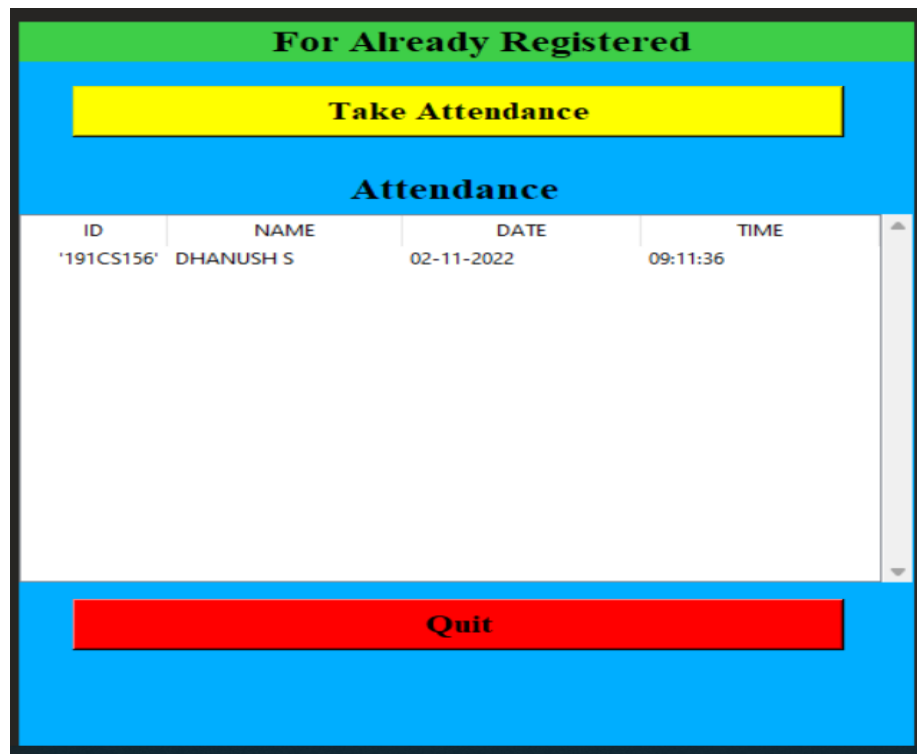 For Already Registered
Take Attendance
Attendance
ID NAME DATE TIME
'191CS156' DHANUSH S 02-11-2022 09:11:36
Quit